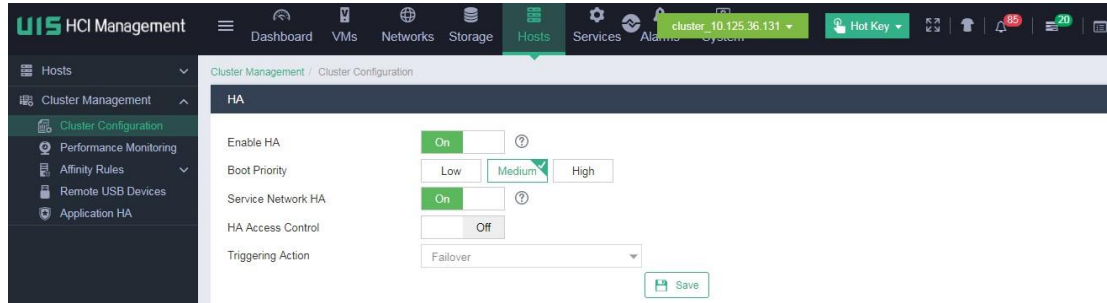 UIS HCI Management
Dashboard VMs Networks Storage Hosts Services Alarms System
cluster_10.125.36.131
Hot Key
85
20
Hosts
Cluster Management
Cluster Configuration
Performance Monitoring
Affinity Rules
Remote USB Devices
Application HA
Cluster Management / Cluster Configuration
HA
Enable HA On
Boot Priority Low Medium High
Service Network HA On
HA Access Control Off
Triggering Action Failover
Save